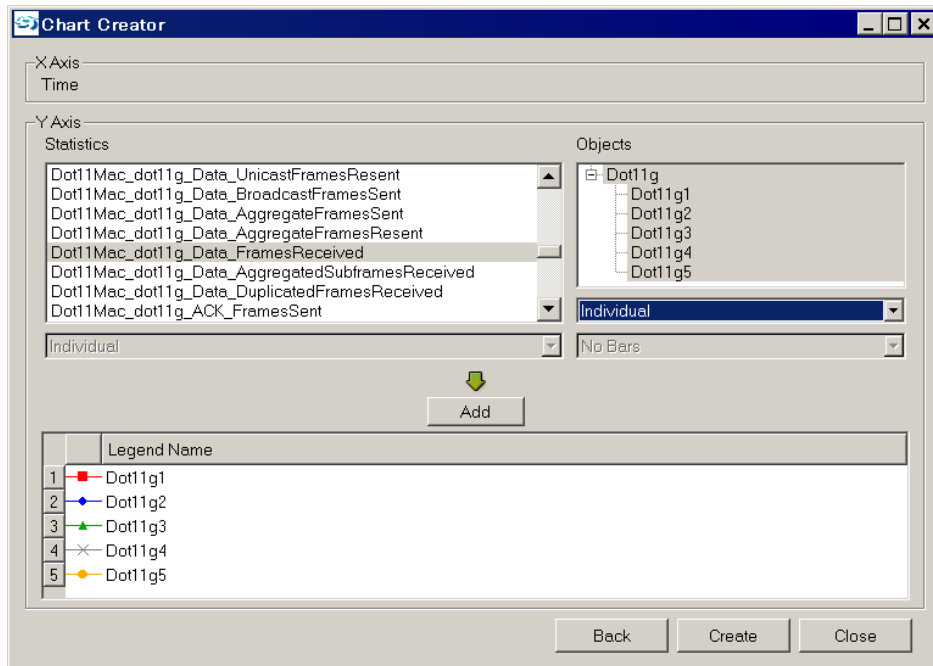 Chart Creator
X Axis
Time
Y Axis
Statistics
Objects
Dot11Mac_dot11g_Data_UnicastFramesResent
Dot11Mac_dot11g_Data_BroadcastFramesSent
Dot11Mac_dot11g_Data_AggregateFramesSent
Dot11Mac_dot11g_Data_AggregateFramesResent
Dot11Mac_dot11g_Data_FramesReceived
Dot11Mac_dot11g_Data_AggregatedSubframesReceived
Dot11Mac_dot11g_Data_DuplicatedFramesReceived
Dot11Mac_dot11g_ACK_FramesSent
Dot11g
Dot11g1
Dot11g2
Dot11g3
Dot11g4
Dot11g5
Individual
Individual
No Bars
Add
Legend Name
1 Dot11g1
2 Dot11g2
3 Dot11g3
4 Dot11g4
5 Dot11g5
Back Create Close